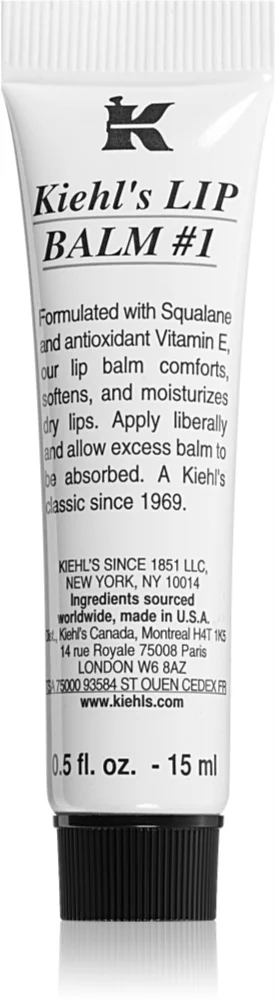 K
Kiehl's LIP
BALM #1
Formulated with Squalane
and antioxidant Vitamin E,
our lip balm comforts,
softens, and moisturizes
dry lips. Apply liberally
and allow excess balm to
be absorbed. A Kiehl's
classic since 1969.
KIEHL'S SINCE 1851 LLC,
NEW YORK, NY 10014
Ingredients sourced
worldwide, made in U.S.A.
Dist., Kiehl's Canada, Montreal H4T 1K5
14 rue Royale 75008 Paris
LONDON W6 8AZ
TSA 75000 93584 ST OUEN CEDEX FR
www.kiehls.com
0.5 fl. oz. - 15 ml